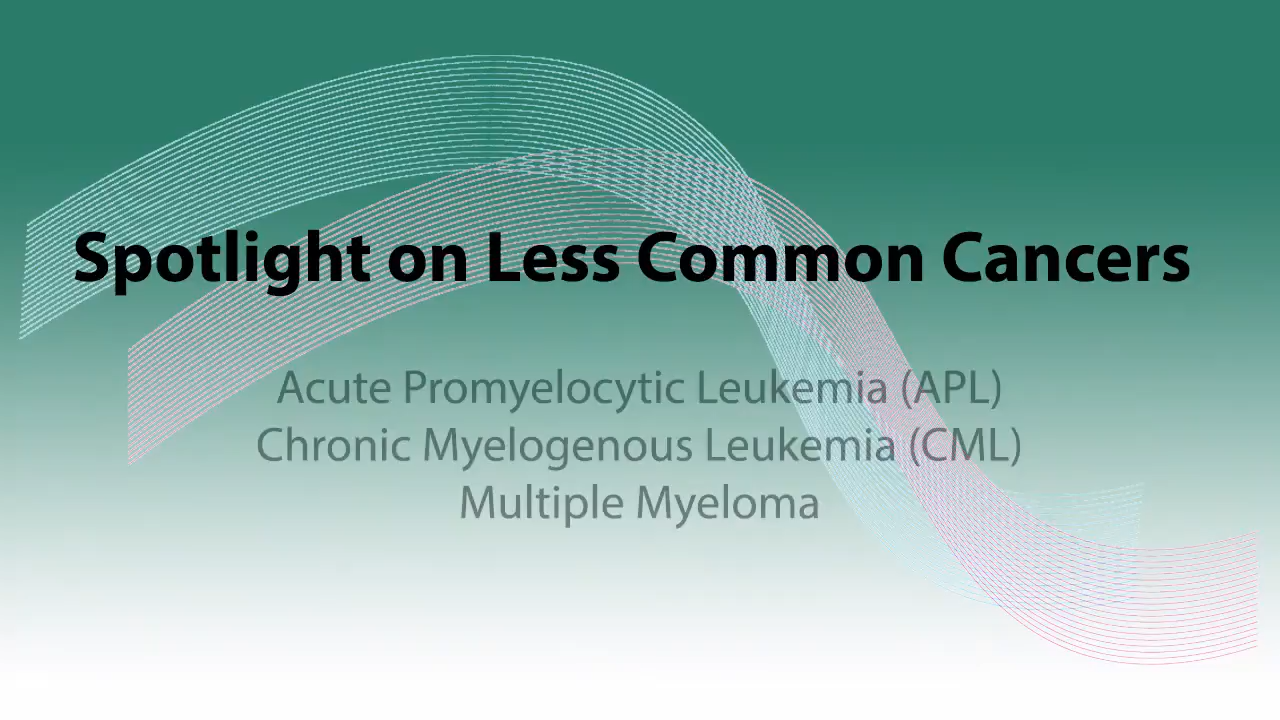 Spotlight on Less Common Cancers
Acute Promyelocytic Leukemia (APL)
Chronic Myelogenous Leukemia (CML)
Multiple Myeloma